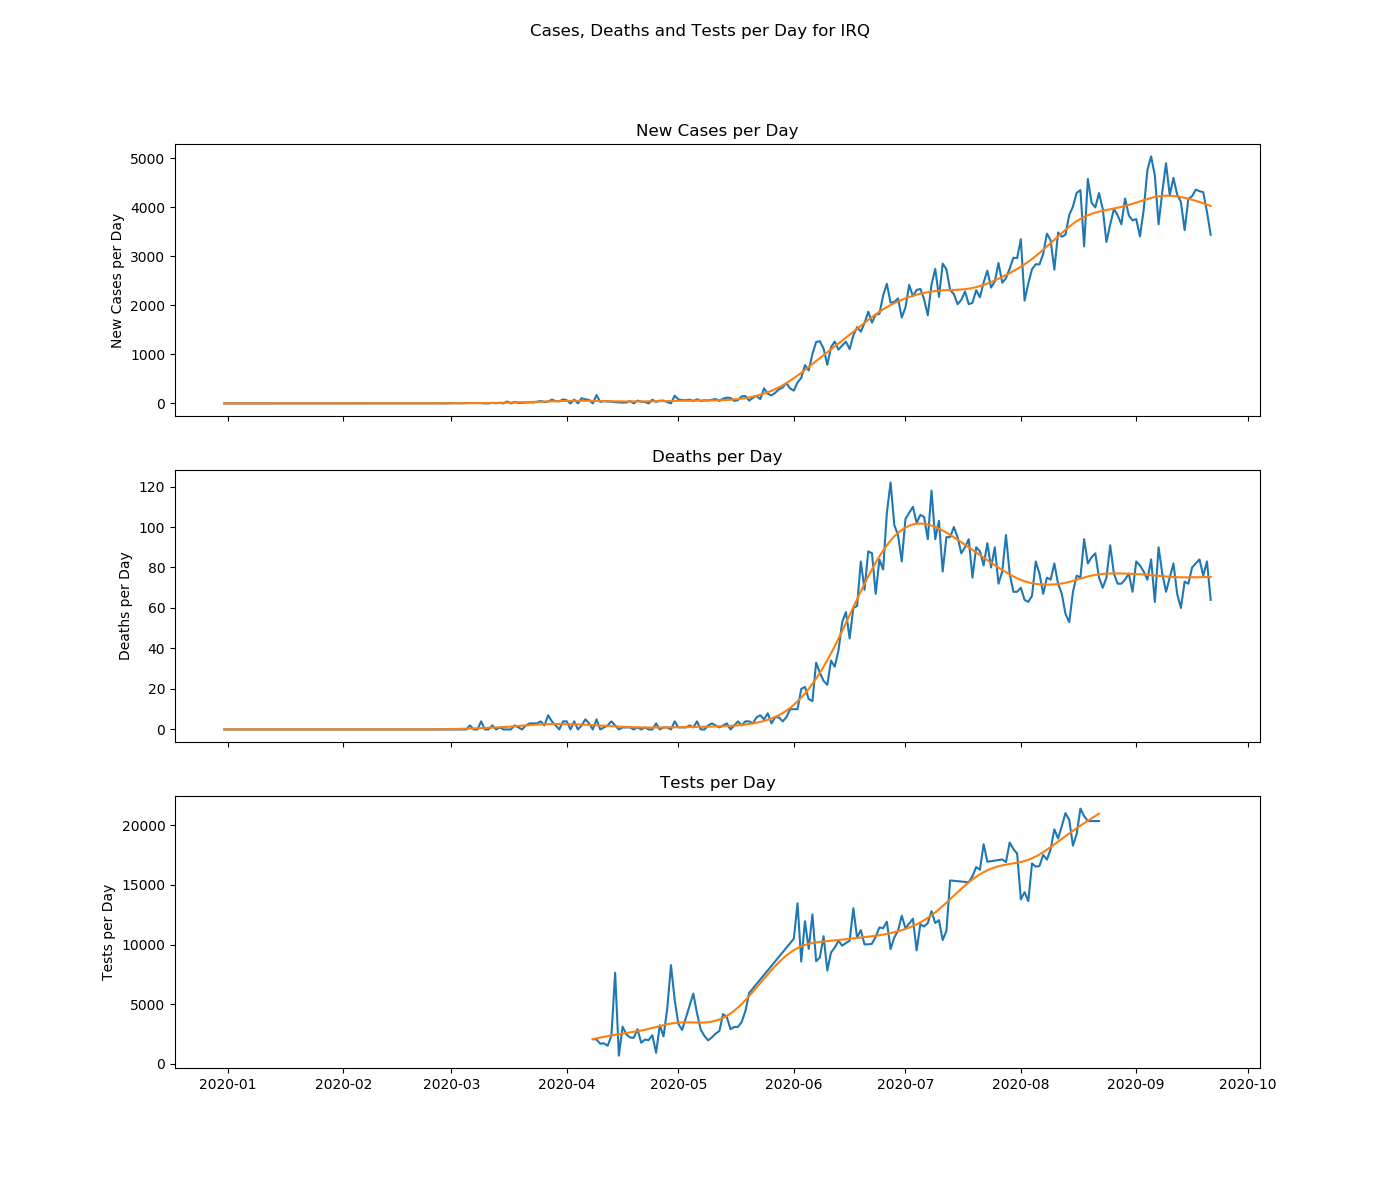 Cases, Deaths and Tests per Day for IRQ
New Cases per Day
New Cases per Day
5000
4000
3000
2000
1000
0
Deaths per Day
Deaths per Day
120
100
80
60
40
20
0
Tests per Day
Tests per Day
20000
15000
10000
5000
0
2020-01 2020-02 2020-03 2020-04 2020-05 2020-06 2020-07 2020-08 2020-09 2020-10